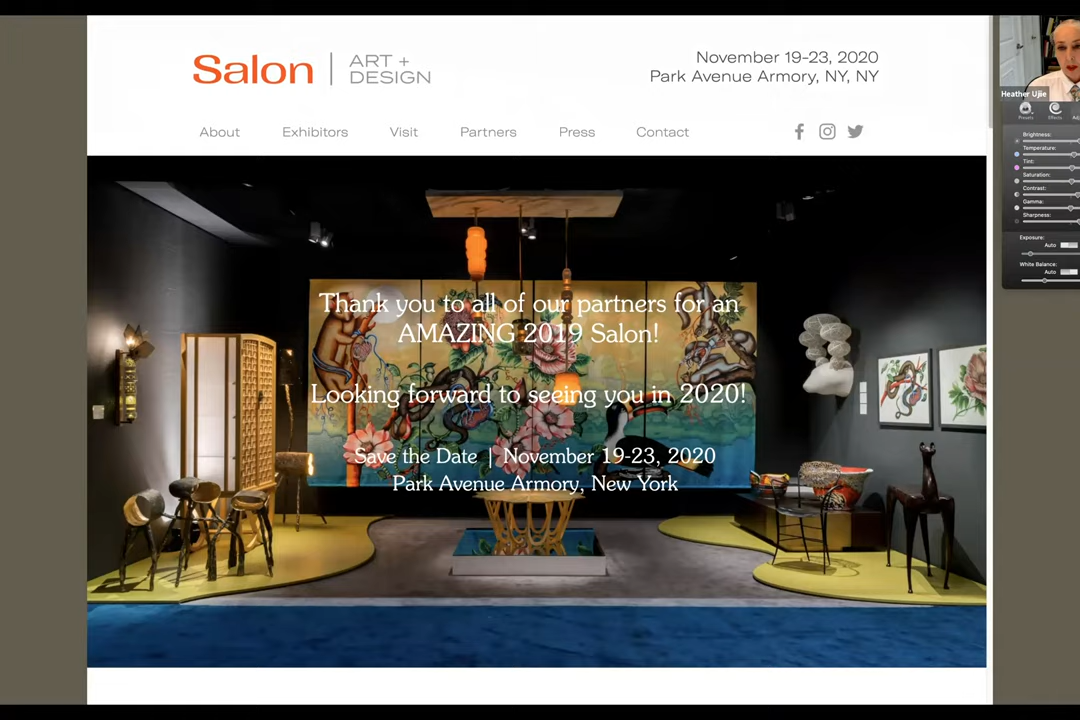 Salon
ART +
DESIGN
November 19-23, 2020
Park Avenue Armory, NY, NY
About Exhibitors Visit Partners Press Contact
Thank you to all of our partners for an
AMAZING 2019 Salon!
Looking forward to seeing you in 2020!
Save the Date | November 19-23, 2020
Park Avenue Armory, New York
Heather Ujiie
Presets Effects
Brightness:
Temperature:
Tint:
Saturation:
Contrast:
Gamma:
Sharpness:
Exposure:
Auto
White Balance:
Auto